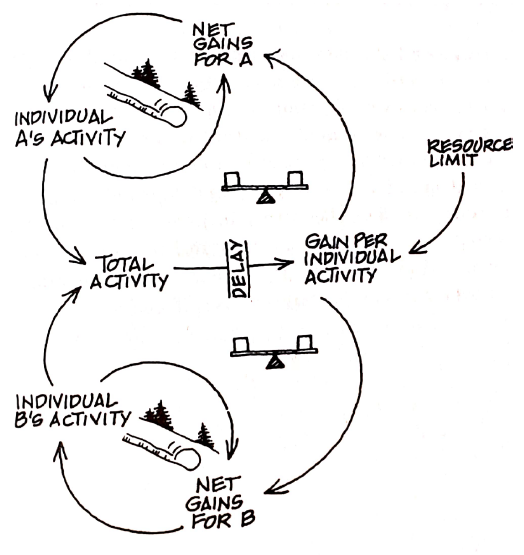 NET
GAINS
FOR A
INDIVIDUAL
A'S ACTIVITY
RESOURCE
LIMIT
TOTAL
ACTIVITY
DELAY
GAIN PER
INDIVIDUAL
ACTIVITY
INDIVIDUAL
B'S ACTIVITY
NET
GAINS
FOR B